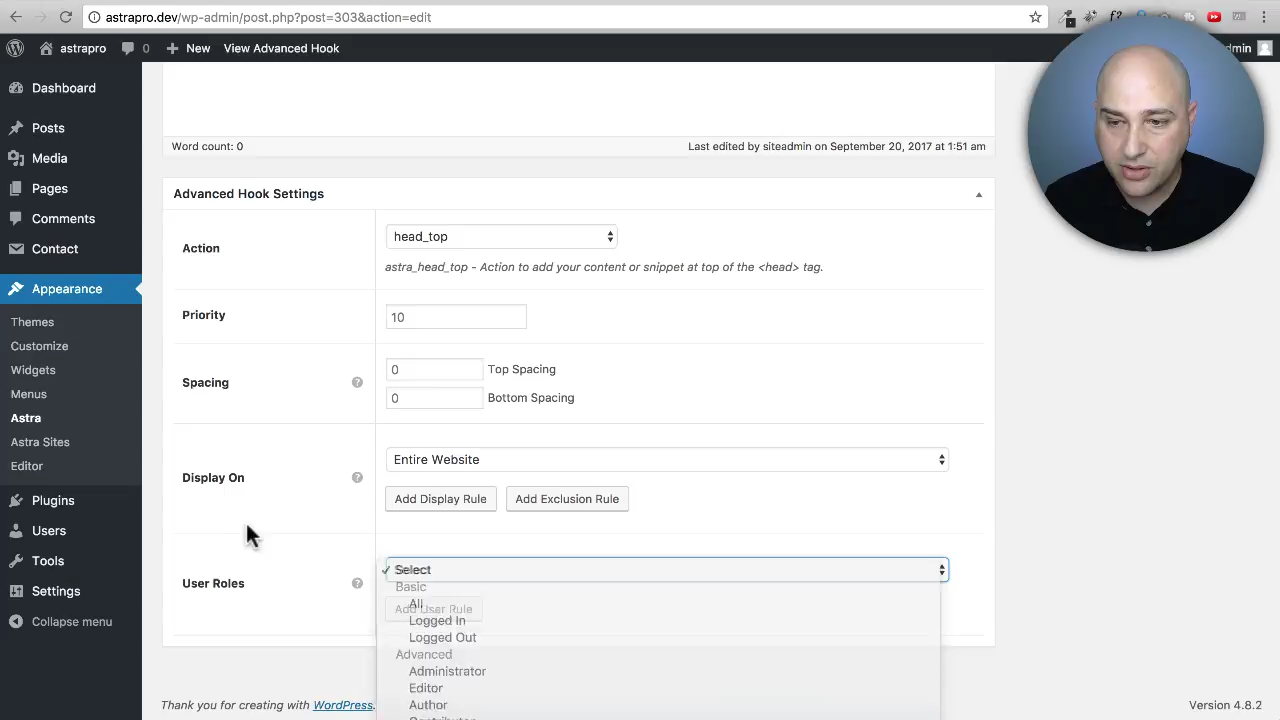 astrapro.dev/wp-admin/post.php?post=303&action=edit
astrapro 0 New View Advanced Hook
Dashboard
Posts
Media
Pages
Comments
Contact
Appearance
Themes
Customize
Widgets
Menus
Astra
Astra Sites
Editor
Plugins
Users
Tools
Settings
Collapse menu
Word count: 0 Last edited by siteadmin on September 20, 2017 at 1:51 am
Advanced Hook Settings
Action head_top
astra_head_top - Action to add your content or snippet at top of the <head> tag.
Priority 10
Spacing
0 Top Spacing
0 Bottom Spacing
Display On Entire Website
Add Display Rule Add Exclusion Rule
User Roles
Select
Basic
All
Add User Rule
Logged In
Logged Out
Advanced
Administrator
Editor
Author
Thank you for creating with WordPress. Version 4.8.2